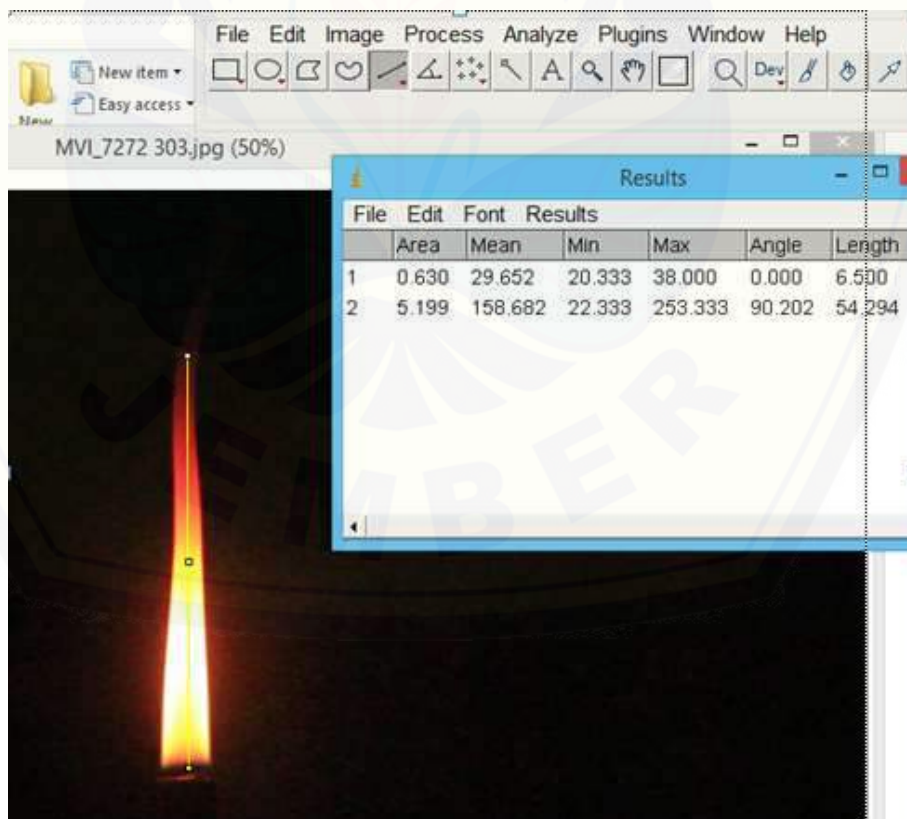 File Edit Image Process Analyze Plugins Window Help
New item
Easy access
New
Dev
MVI_7272 303.jpg (50%)
Results
File Edit Font Results
Area Mean Min Max Angle Length
1 0.630 29.652 20.333 38.000 0.000 6.500
2 5.199 158.682 22.333 253.333 90.202 54.294
JEMBER